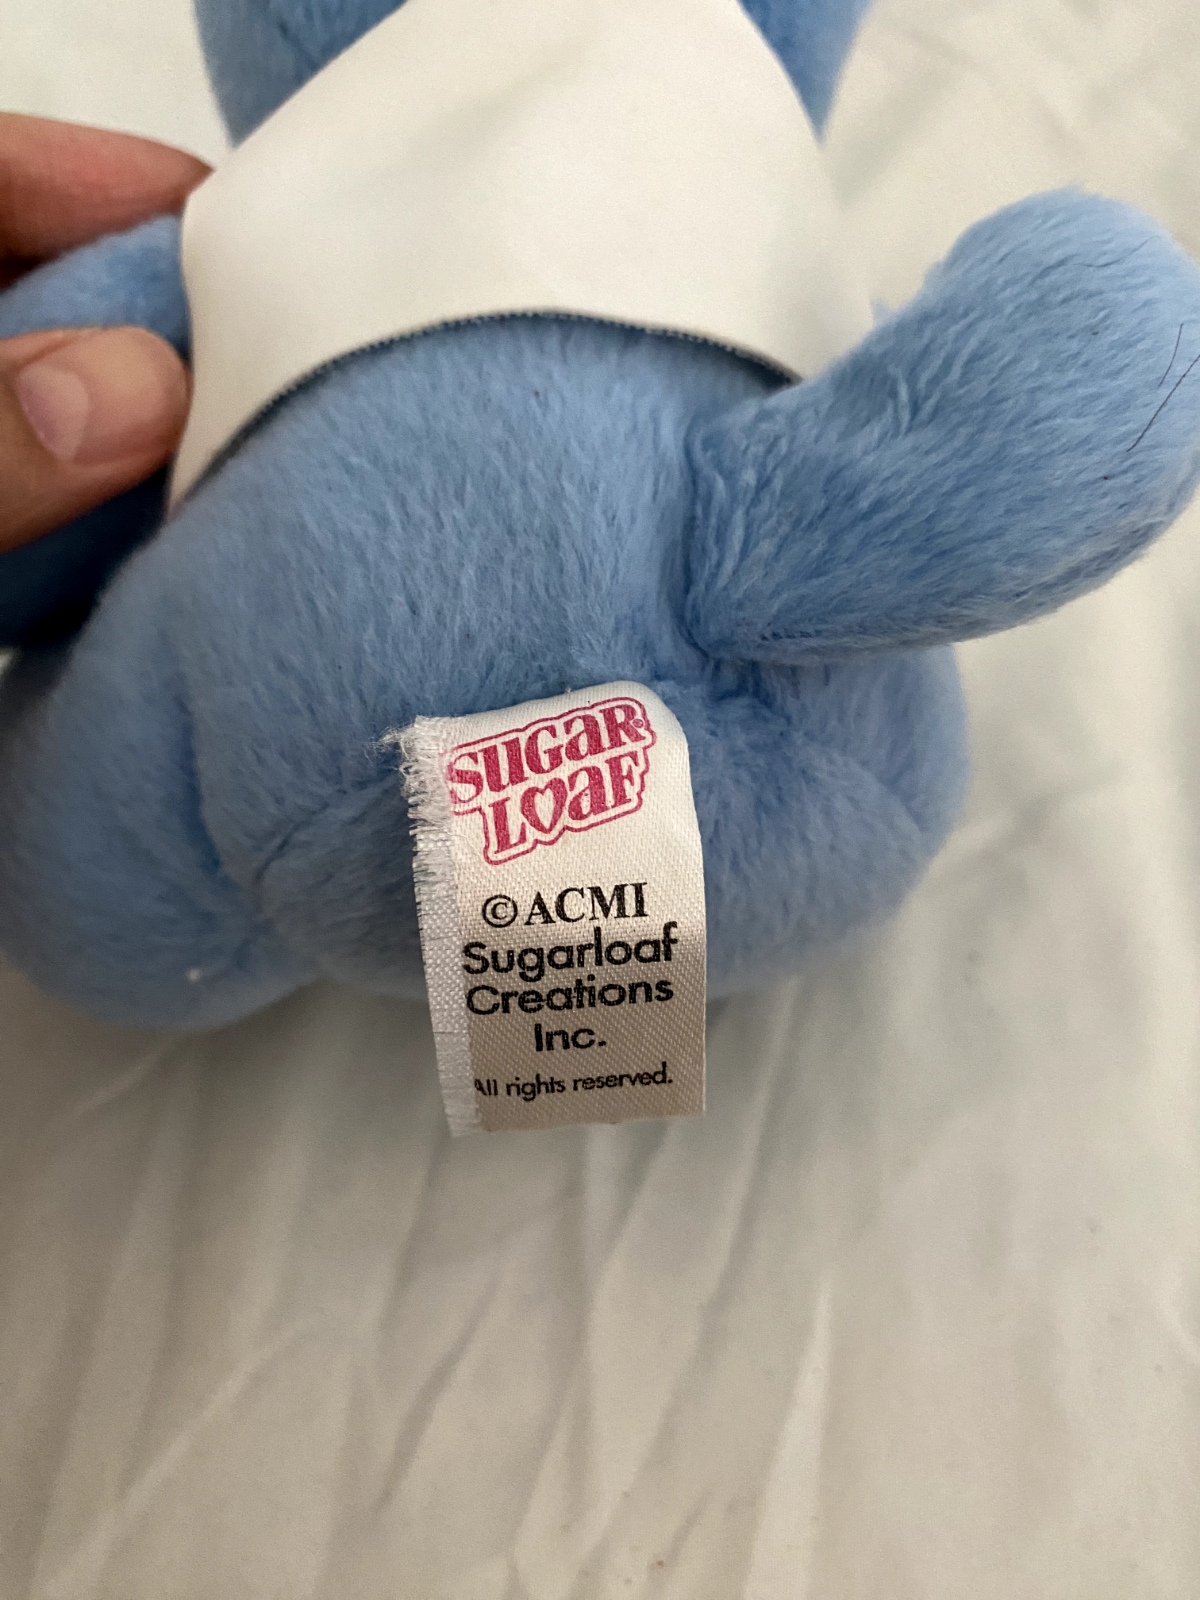 SUGAR®
LOAF
©ACMI
Sugarloaf
Creations
Inc.
All rights reserved.